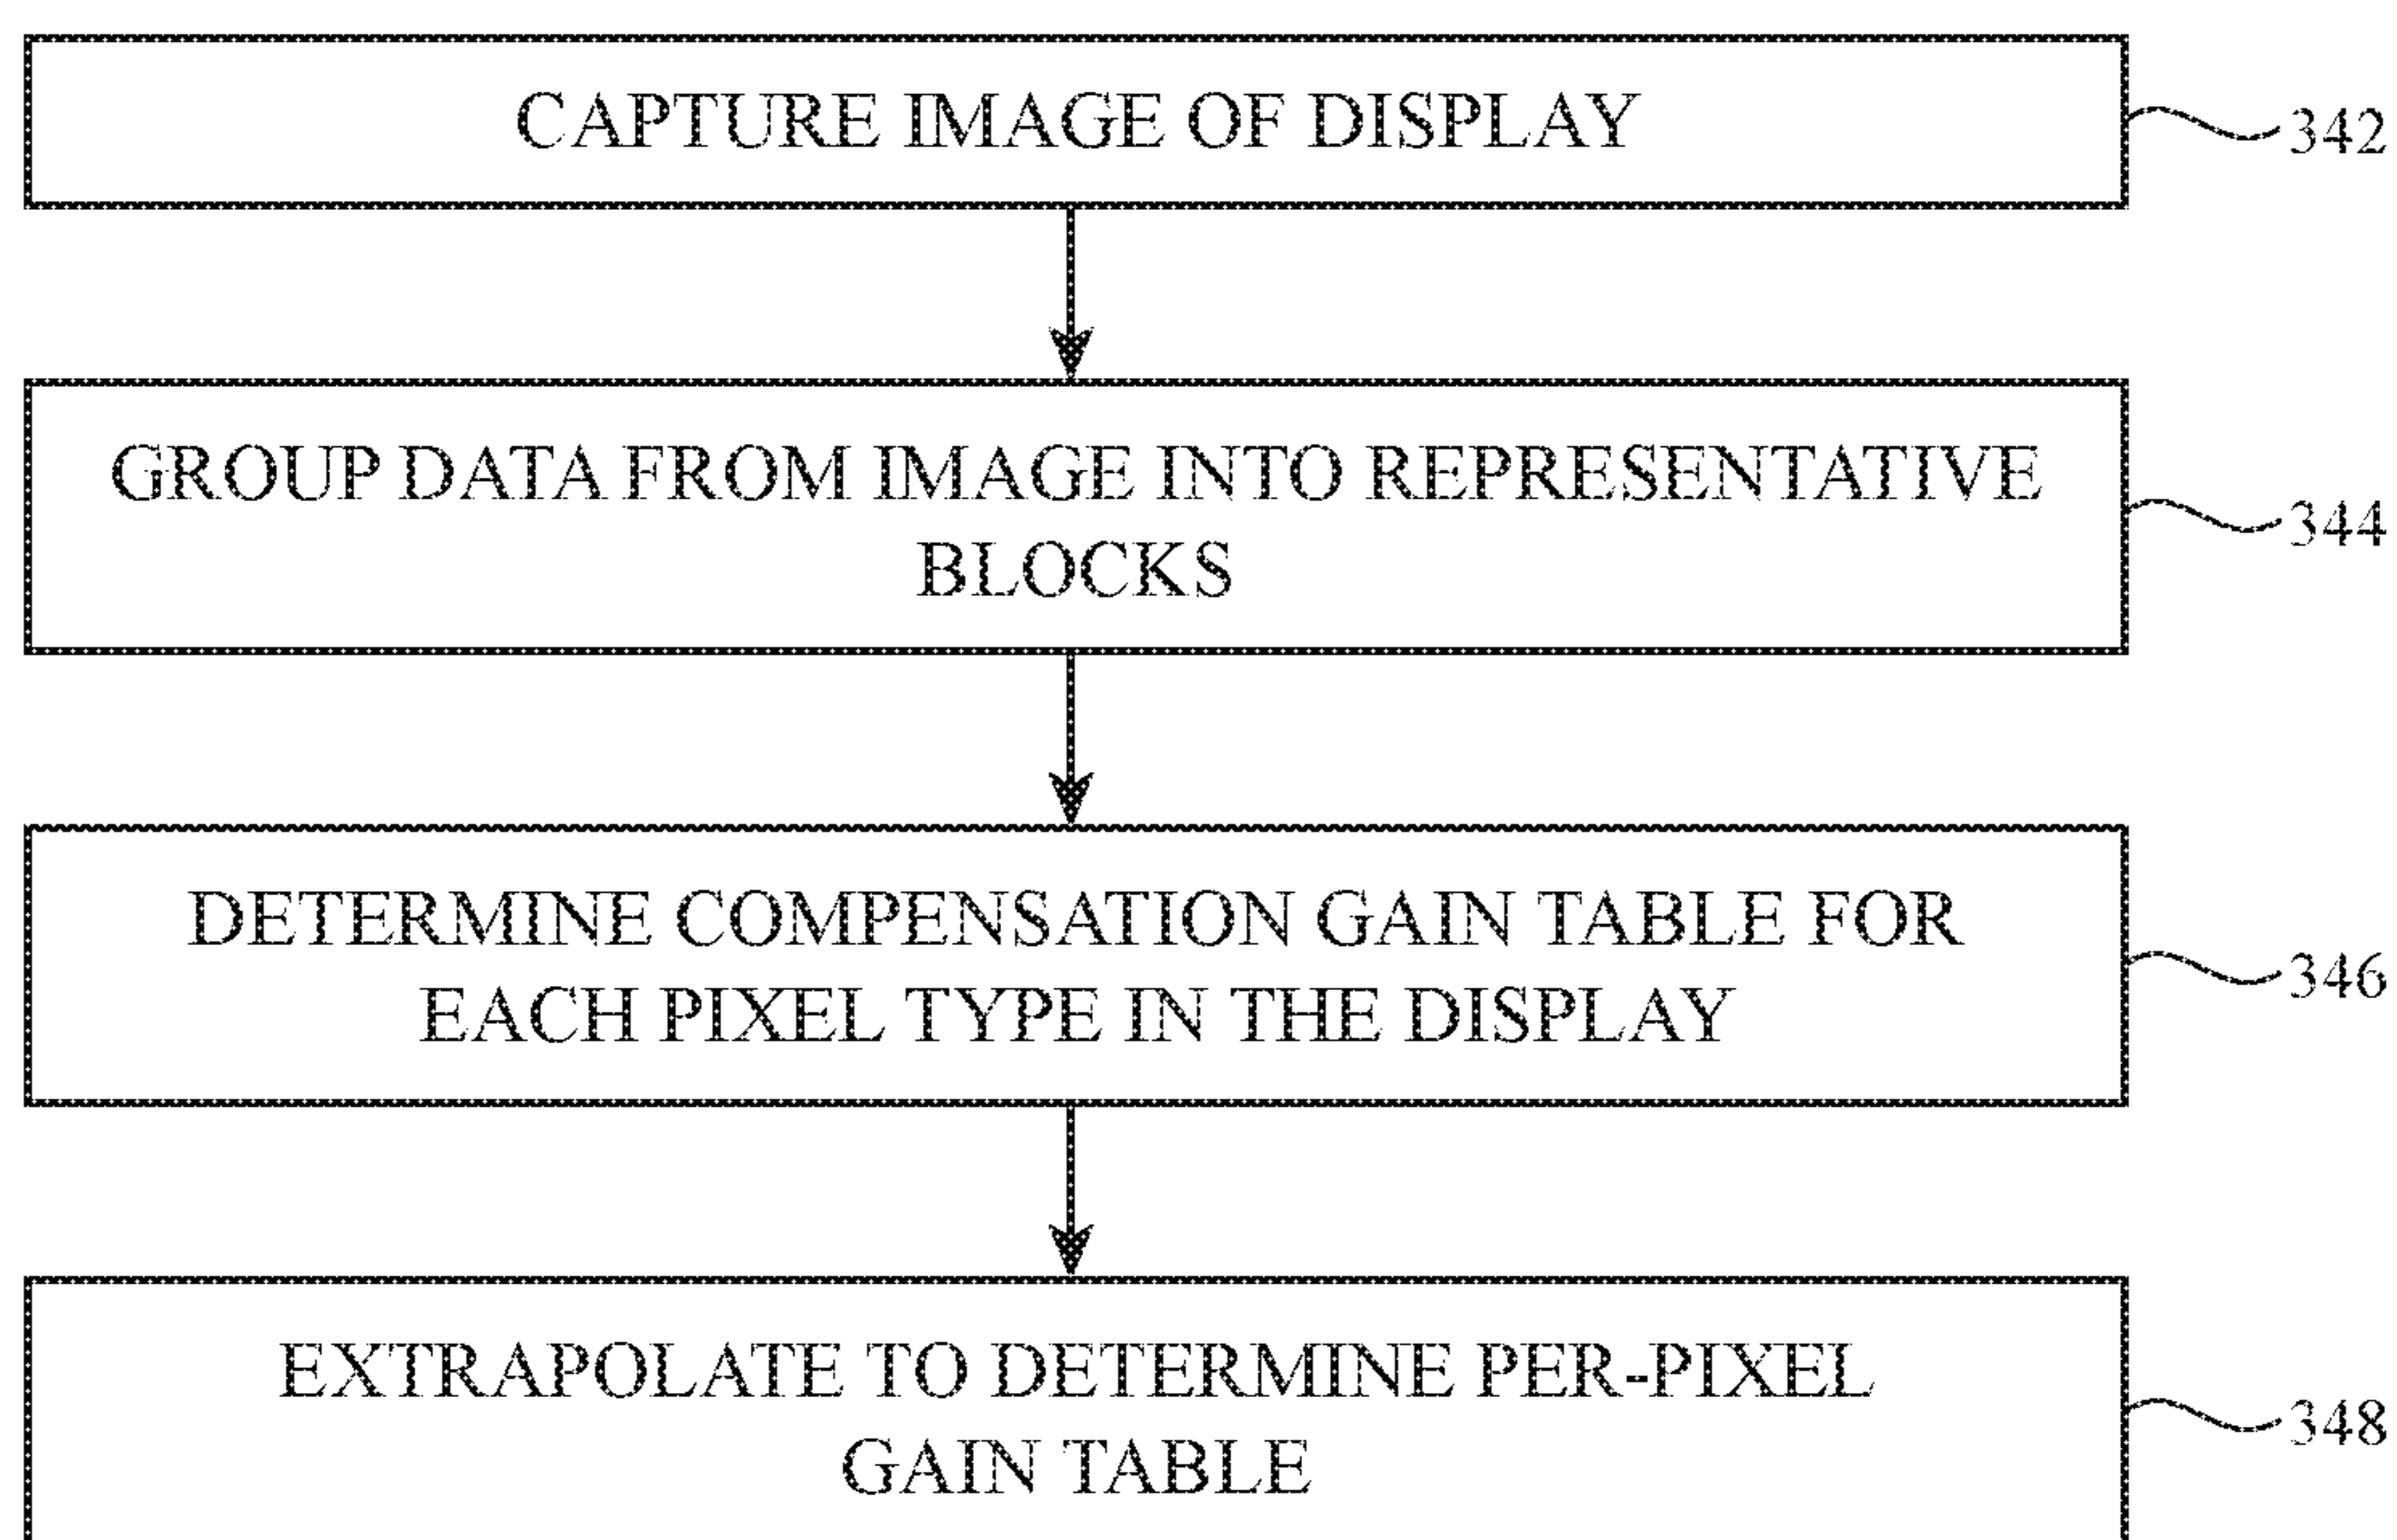 CAPTURE IMAGE OF DISPLAY
342
GROUP DATA FROM IMAGE INTO REPRESENTATIVE
BLOCKS
344
DETERMINE COMPENSATION GAIN TABLE FOR
EACH PIXEL TYPE IN THE DISPLAY
346
EXTRAPOLATE TO DETERMINE PER-PIXEL
GAIN TABLE
348